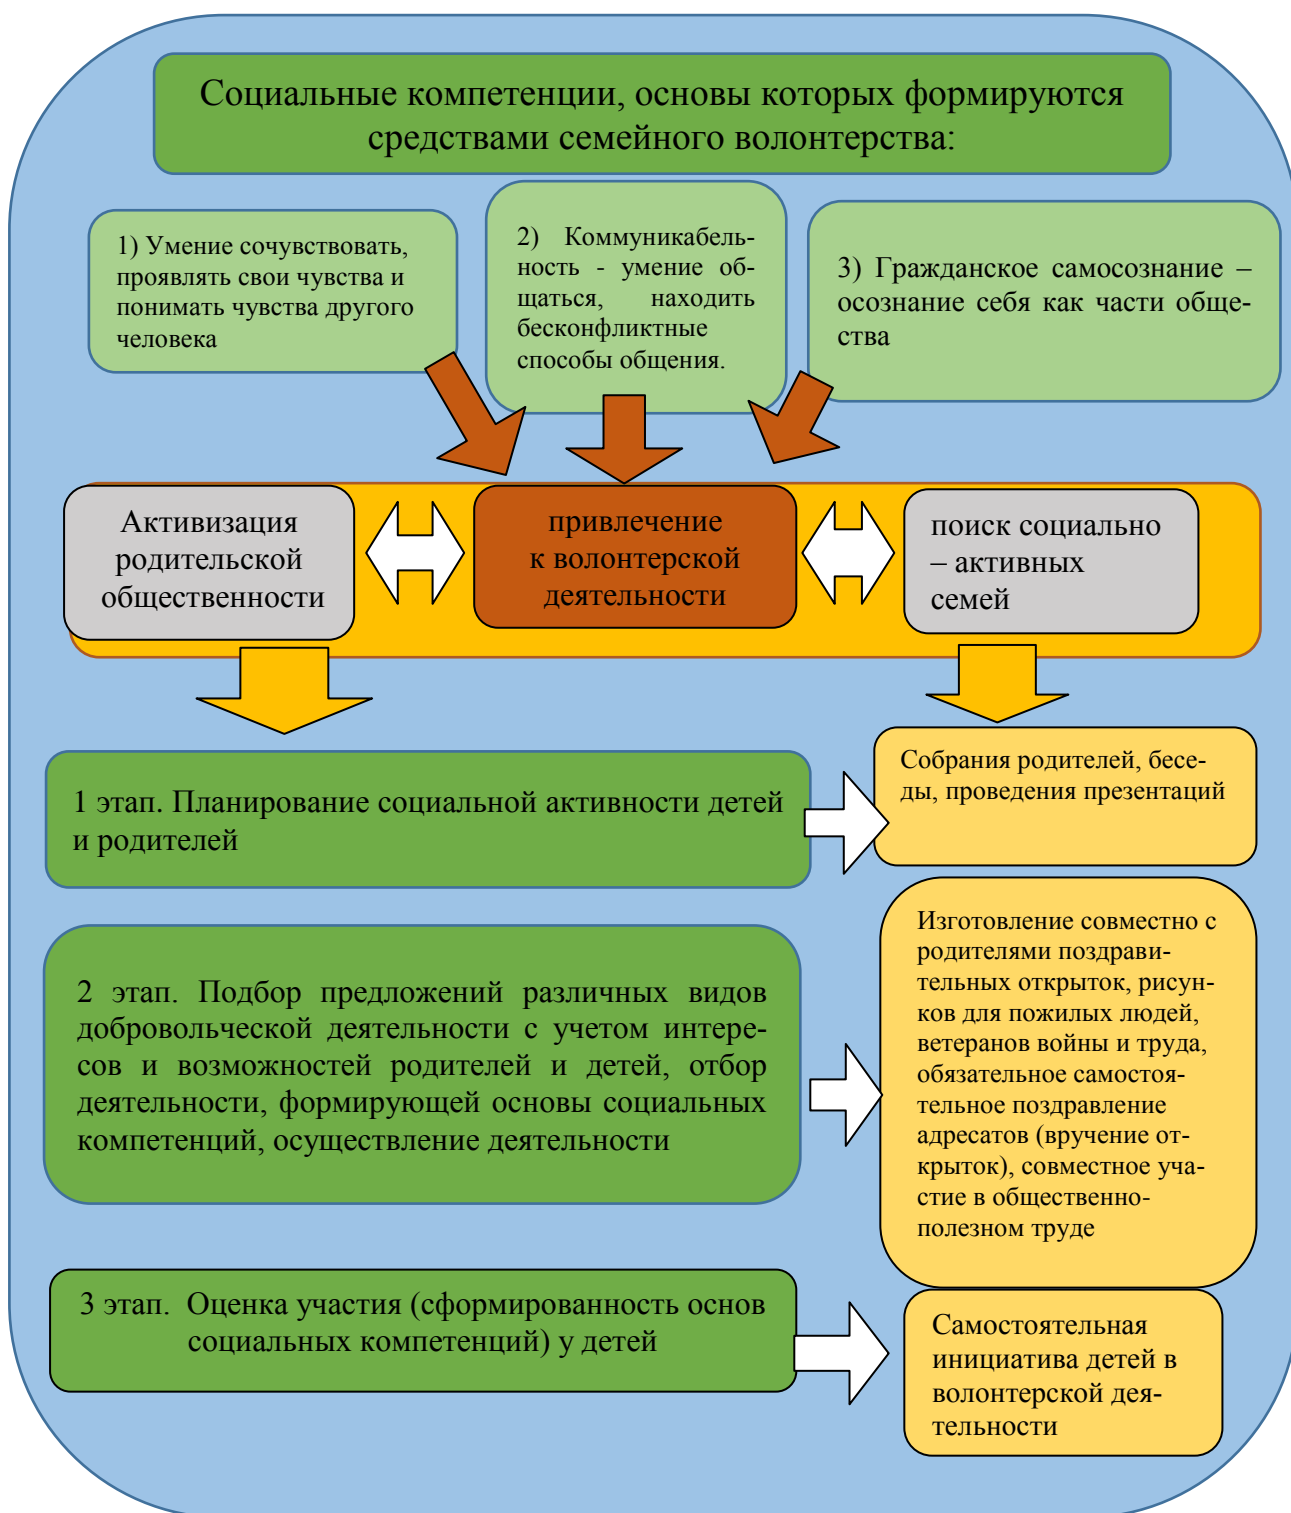 Социальные компетенции, основы которых формируются
средствами семейного волонтерства:
1) Умение сочувствовать,
проявлять свои чувства и
понимать чувства другого
человека
2) Коммуникабель-
ность - умение об-
щаться, находить
бесконфликтные
способы общения.
3) Гражданское самосознание –
осознание себя как части обще-
ства
Активизация
родительской
общественности
привлечение
к волонтерской
деятельности
поиск социально
– активных
семей
1 этап. Планирование социальной активности детей
и родителей
Собрания родителей, бесе-
ды, проведения презентаций
2 этап. Подбор предложений различных видов
добровольческой деятельности с учетом интере-
сов и возможностей родителей и детей, отбор
деятельности, формирующей основы социальных
компетенций, осуществление деятельности
Изготовление совместно с
родителями поздрави-
тельных открыток, рисун-
ков для пожилых людей,
ветеранов войны и труда,
обязательное самостоя-
тельное поздравление
адресатов (вручение от-
крыток), совместное уча-
стие в общественно-
полезном труде
3 этап. Оценка участия (сформированность основ
социальных компетенций) у детей
Самостоятельная
инициатива детей в
волонтерской дея-
тельности